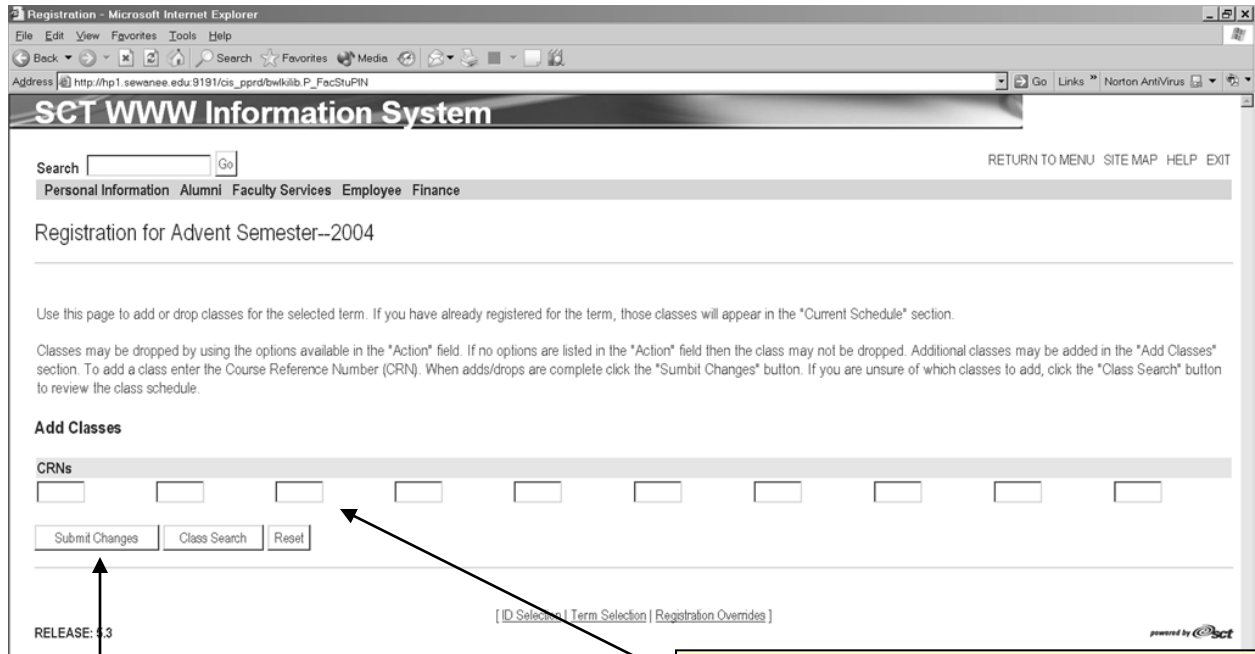 Registration - Microsoft Internet Explorer
File Edit View Favorites Tools Help
Back Search Favorites Media
Address http://hp1.sewanee.edu:9191/cis_pprd/bwlkilib.P_FacStuPIN Go Links » Norton AntiVirus
SCT WWW Information System
Search Go RETURN TO MENU SITE MAP HELP EXIT
Personal Information Alumni Faculty Services Employee Finance
Registration for Advent Semester--2004
Use this page to add or drop classes for the selected term. If you have already registered for the term, those classes will appear in the "Current Schedule" section.
Classes may be dropped by using the options available in the "Action" field. If no options are listed in the "Action" field then the class may not be dropped. Additional classes may be added in the "Add Classes"
section. To add a class enter the Course Reference Number (CRN). When adds/drops are complete click the "Sumbit Changes" button. If you are unsure of which classes to add, click the "Class Search" button
to review the class schedule.
Add Classes
CRNs
Submit Changes Class Search Reset
[ ID Selection | Term Selection | Registration Overrides ]
RELEASE: 5.3 powered by sct